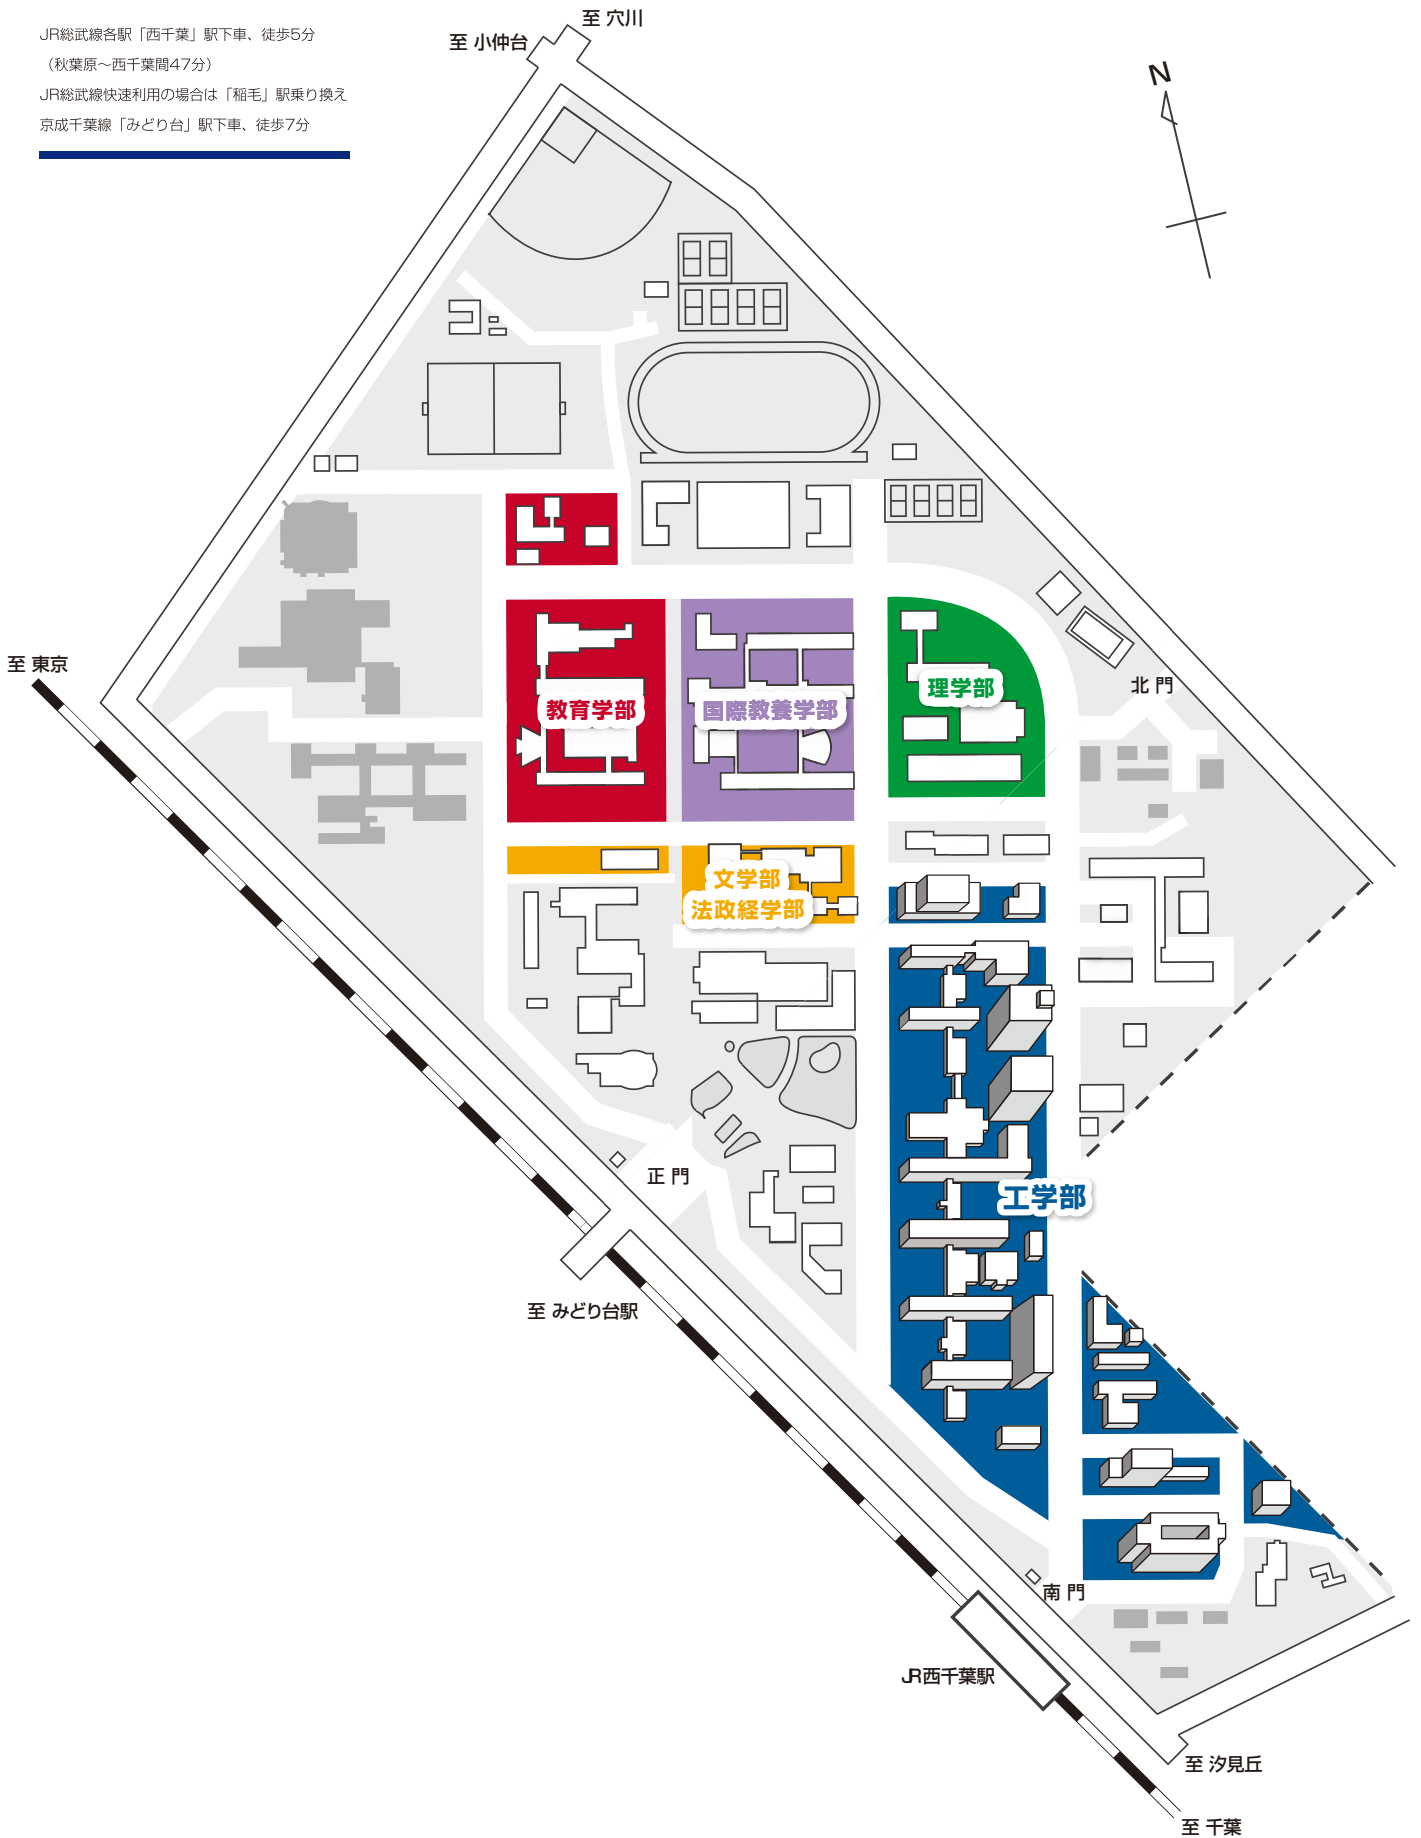 JR総武線各駅「西千葉」駅下車、徒歩5分
（秋葉原〜西千葉間47分）
JR総武線快速利用の場合は「稲毛」駅乗り換え
京成千葉線「みどり台」駅下車、徒歩7分
至 穴川
至 小仲台
N
至 東京
北 門
理学部
教育学部
国際教養学部
文学部
法政経学部
正 門
工学部
至 みどり台駅
南 門
JR西千葉駅
至 汐見丘
至 千葉